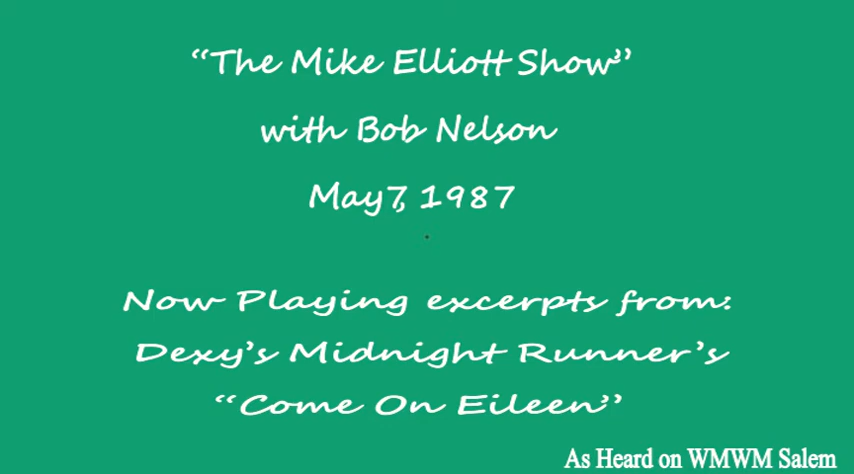 “The Mike Elliott Show”
with Bob Nelson
May7, 1987
Now Playing excerpts from:
Dexy’s Midnight Runner’s
“Come On Eileen”
As Heard on WMWM Salem